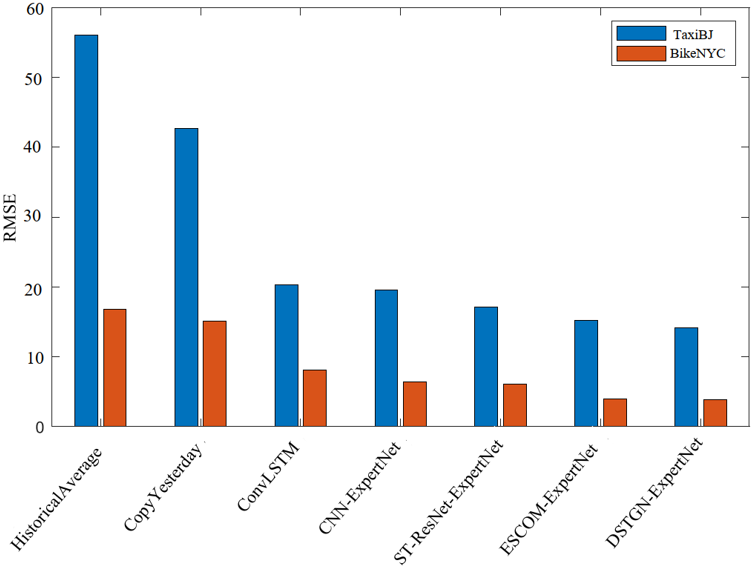 60
50
40
30
20
10
0
RMSE
TaxiBJ
BikeNYC
HistoricalAverage
CopyYesterday
ConvLSTM
CNN-ExpertNet
ST-ResNet-ExpertNet
ESCOM-ExpertNet
DSTGN-ExpertNet